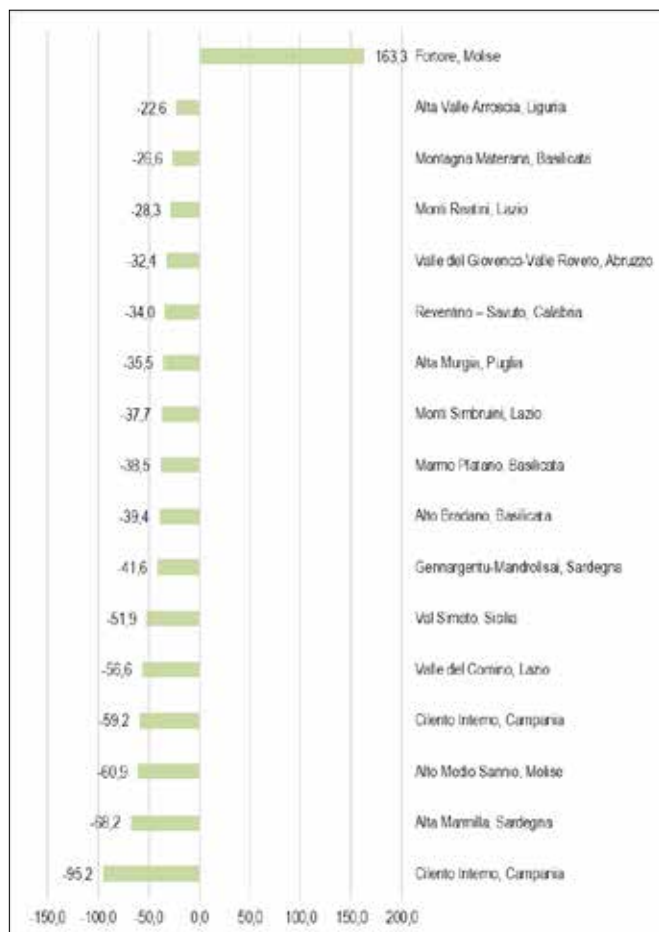 163,3 Fortore, Molise
-22,6 Alta Valle Arroscia, Liguria
-26,6 Montagna Materana, Basilicata
-28,3 Monti Reatini, Lazio
-32,4 Valle del Giovenco-Valle Roveto, Abruzzo
-34,0 Reventino – Savuto, Calabria
-35,5 Alta Murgia, Puglia
-37,7 Monti Simbruini, Lazio
-38,5 Marmo Platano, Basilicata
-39,4 Alto Bradano, Basilicata
-41,6 Gennargentu-Mandrolisai, Sardegna
-51,9 Val Simeto, Sicilia
-56,6 Valle del Comino, Lazio
-59,2 Cilento Interno, Campania
-60,9 Alto Medio Sannio, Molise
-68,2 Alta Marmilla, Sardegna
-95,2 Cilento Interno, Campania
-150,0 -100,0 -50,0 0,0 50,0 100,0 150,0 200,0